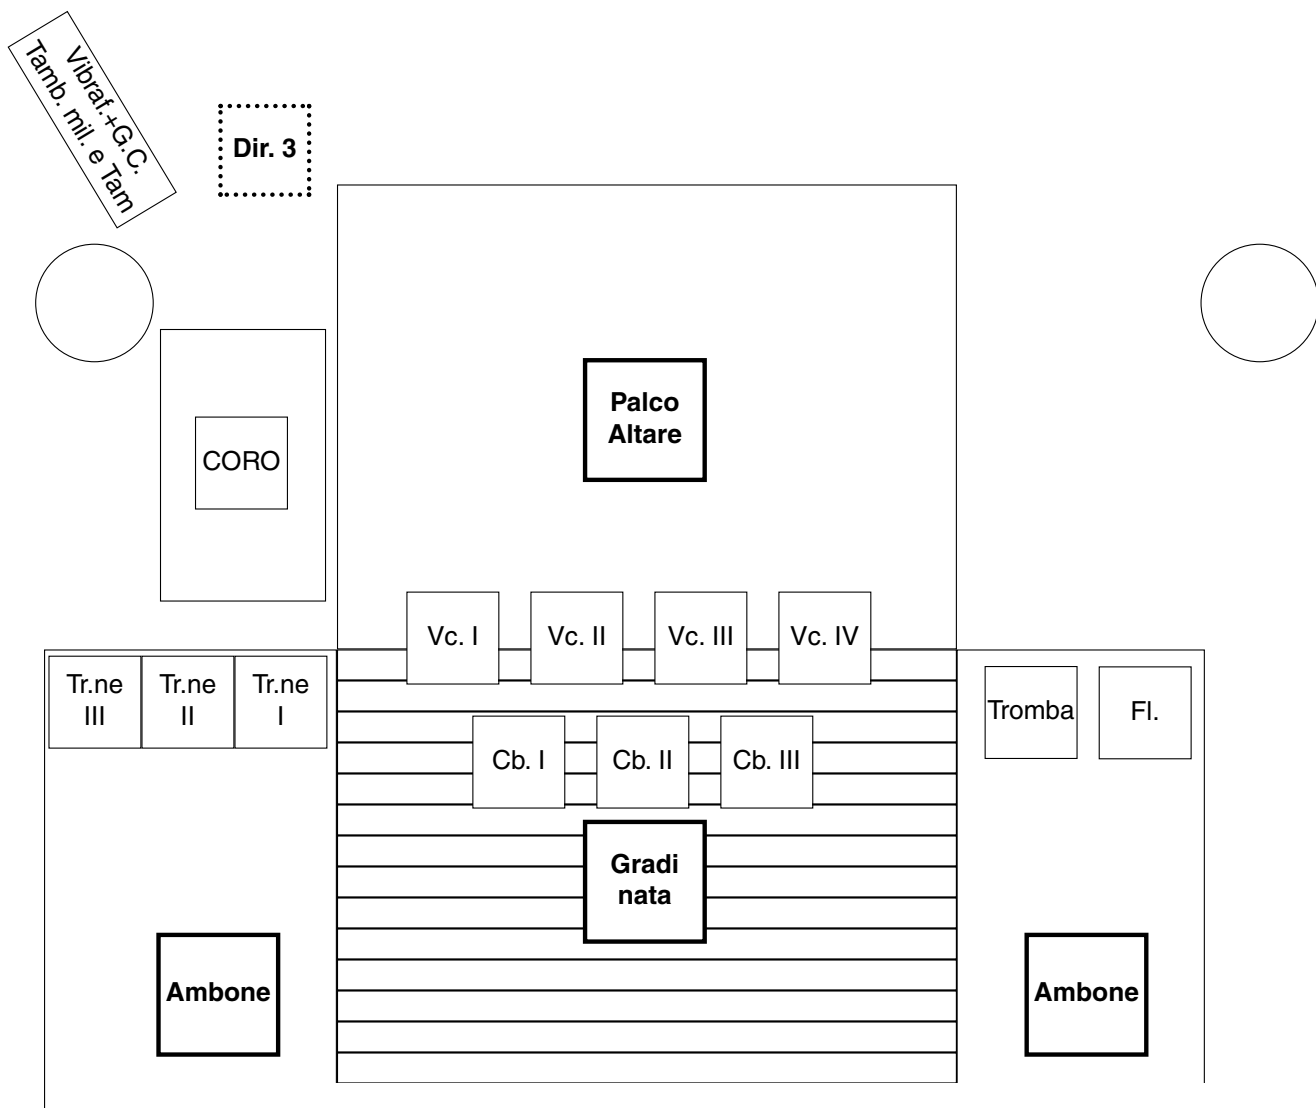 Vibraf.+G.C.
Tamb. mil. e Tam
Dir. 3
Palco
Altare
CORO
Vc. I
Vc. II
Vc. III
Vc. IV
Tr.ne
III
Tr.ne
II
Tr.ne
I
Tromba
Fl.
Cb. I
Cb. II
Cb. III
Gradi
nata
Ambone
Ambone